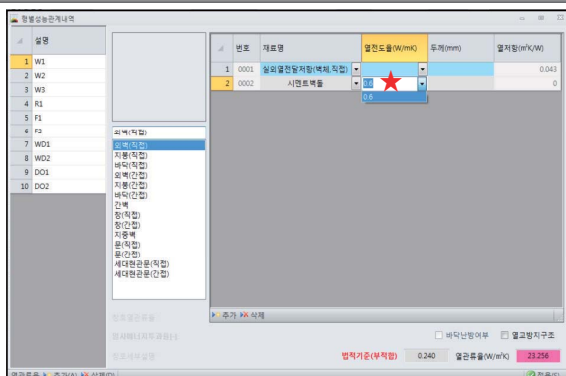 형별성능관계내역
설명
1 W1
2 W2
3 W3
4 R1
5 F1
6 F2
7 WD1
8 WD2
9 DO1
10 DO2
외벽(직접)
외벽(직접)
지붕(직접)
바닥(직접)
외벽(간접)
지붕(간접)
바닥(간접)
간벽
창(직접)
창(간접)
지중벽
문(직접)
문(간접)
세대현관문(직접)
세대현관문(간접)
번호 재료명 열전도율(W/mK) 두께(mm) 열저항(㎡K/W)
1 0001 실외열전달저항(벽체,직접) 0.043
2 0002 시멘트벽돌 0.6 0
0.6
추가 삭제
바닥난방여부 열교방지구조
법적기준(부적합) 0.240 열관류율(W/㎡K) 23.256
추가(A) 삭제(D)